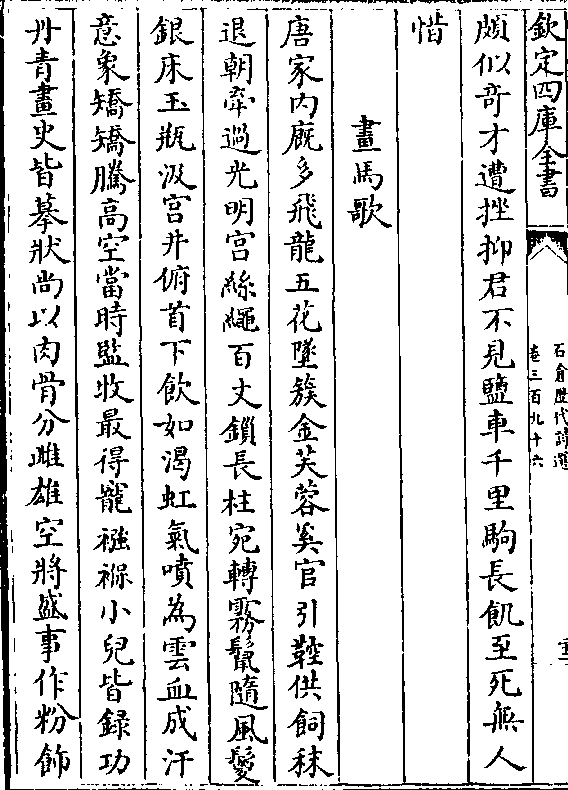 欽定四庫全書
石倉歷代詩選
卷三百九十六
頗似奇才遭挫抑君不見鹽車千里駒長飢至死無人
惜
畫馬歌
唐家内廐多飛龍五花墜簇金芙蓉奚官引鞚供飼秣
退朝牽過光明宫絲繩百丈鎖長柱宛轉霧鬛隨風鬉
銀床玉瓶汲宫井俯首下飲如渴虹氣噴為雲血成汗
意象矯矯騰髙空當時監牧最得寵襁褓小兒皆録功
丹青畫史皆摹狀尚以肉骨分雌雄空將盛事作粉飾